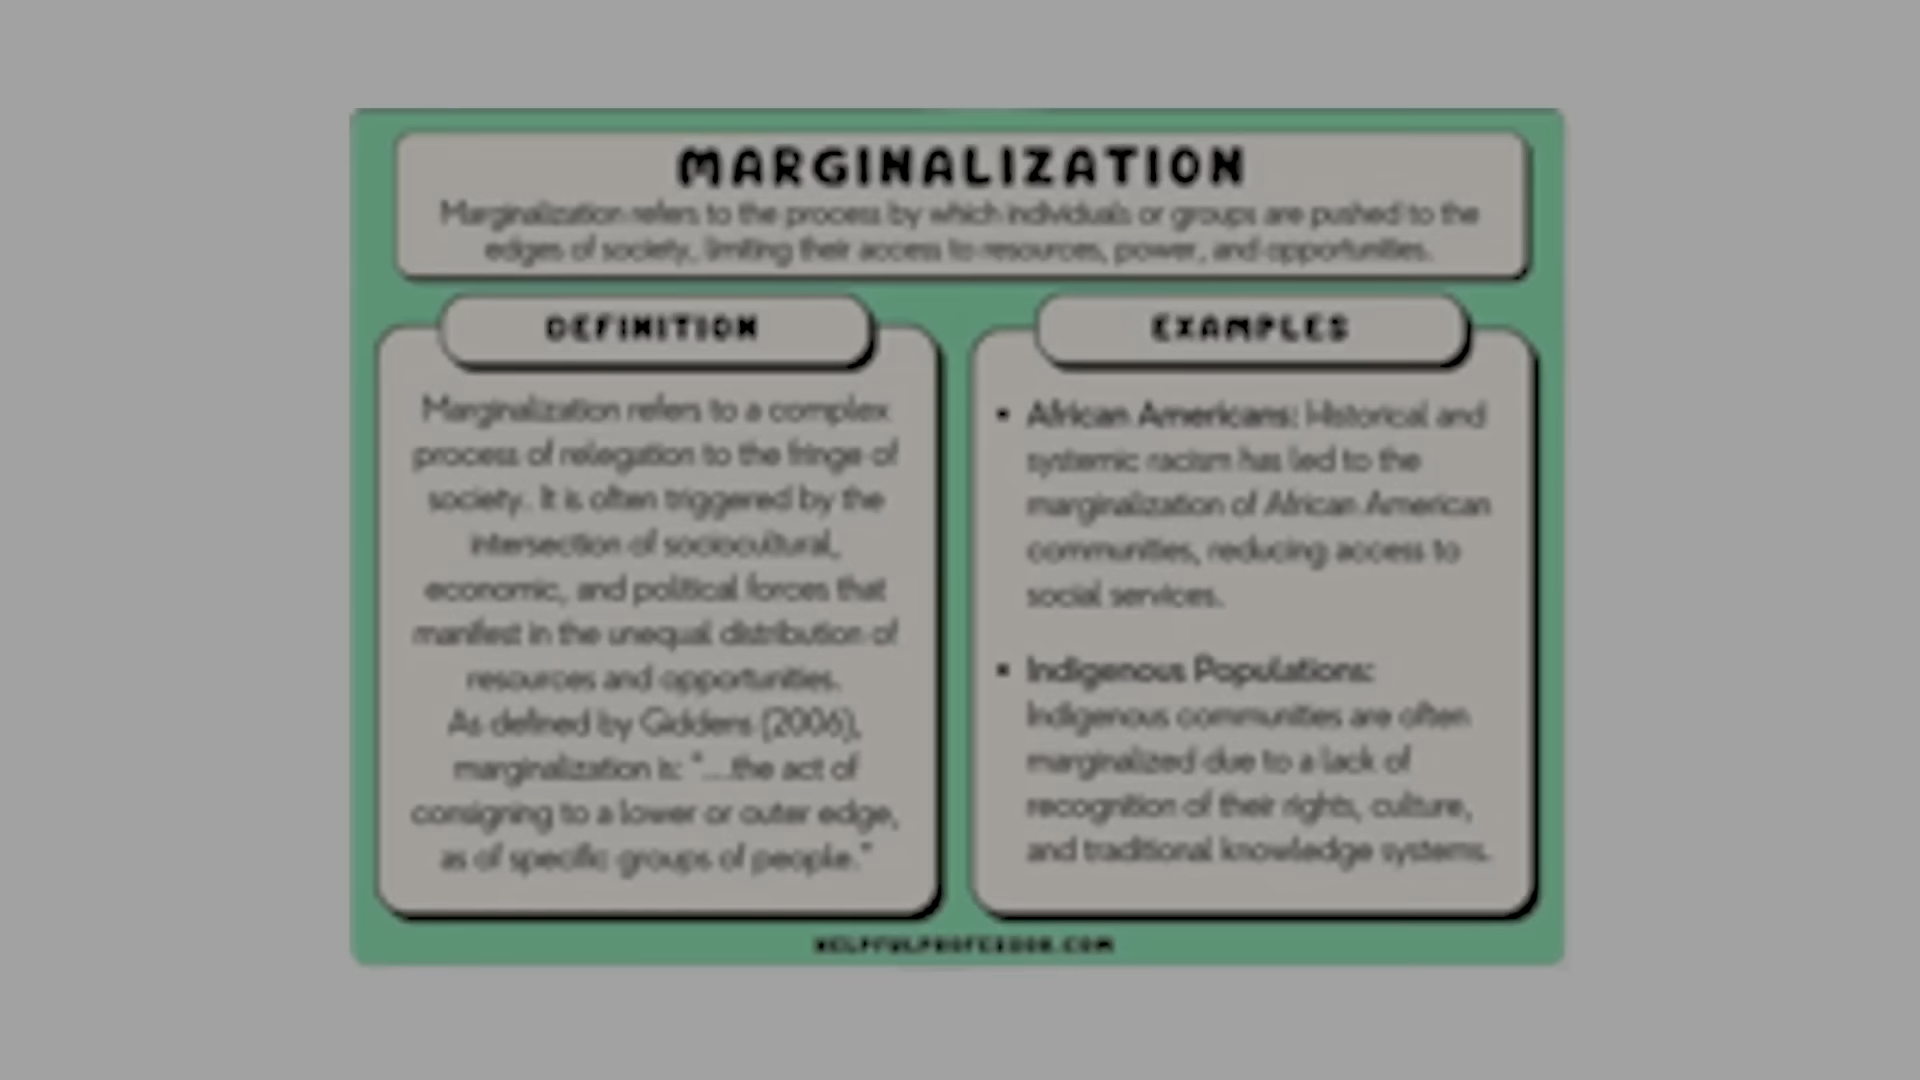 MARGINALIZATION
Marginalization refers to the process by which individuals or groups are pushed to the
edges of society, limiting their access to resources, power, and opportunities.
DEFINITION
Marginalization refers to a complex
process of relegation to the fringe of
society. It is often triggered by the
intersection of sociocultural,
economic, and political forces that
manifest in the unequal distribution of
resources and opportunities.
As defined by Giddens (2006),
marginalization is: "...the act of
consigning to a lower or outer edge,
as of specific groups of people."
EXAMPLES
• African Americans: Historical and
systemic racism has led to the
marginalization of African American
communities, reducing access to
social services.
• Indigenous Populations:
Indigenous communities are often
marginalized due to a lack of
recognition of their rights, culture,
and traditional knowledge systems.
HELPFULPROFESSOR.COM